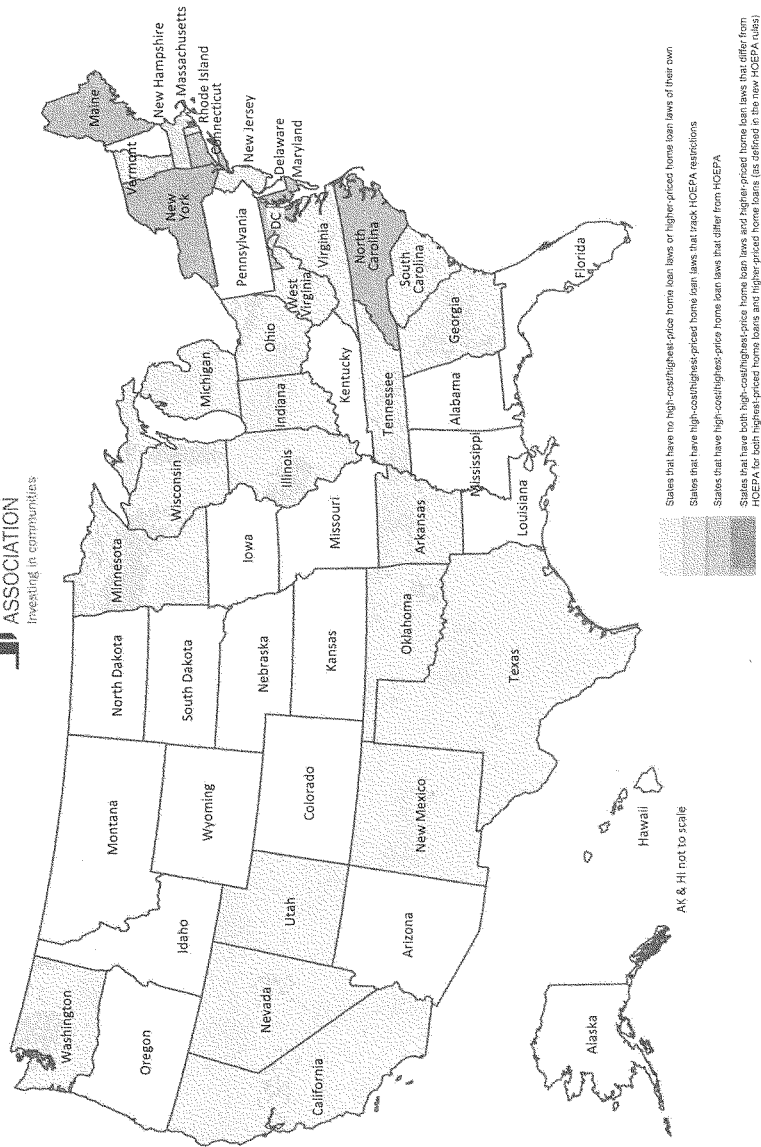 ASSOCIATION
Investing in communities
Washington
Oregon
California
Nevada
Idaho
Montana
Wyoming
Utah
Arizona
Colorado
New Mexico
North Dakota
South Dakota
Nebraska
Kansas
Oklahoma
Texas
Minnesota
Iowa
Missouri
Arkansas
Louisiana
Wisconsin
Illinois
Michigan
Indiana
Ohio
Kentucky
Tennessee
Mississippi
Alabama
Georgia
Florida
South
Carolina
North
Carolina
Virginia
West
Virginia
DC
Pennsylvania
New
York
Vermont
Maine
New Hampshire
Massachusetts
Rhode Island
Connecticut
New Jersey
Delaware
Maryland
Alaska
Hawaii
AK & HI not to scale
States that have no high-cost/highest-price home loan laws or higher-priced home loan laws of their own
States that have high-cost/highest-priced home loan laws that track HOEPA restrictions
States that have high-cost/highest-price home loan laws that differ from HOEPA
States that have both high-cost/highest-price home loan laws and higher-priced home loan laws that differ from
HOEPA for both highest-priced home loans and higher-priced home loans (as defined in the new HOEPA rules)